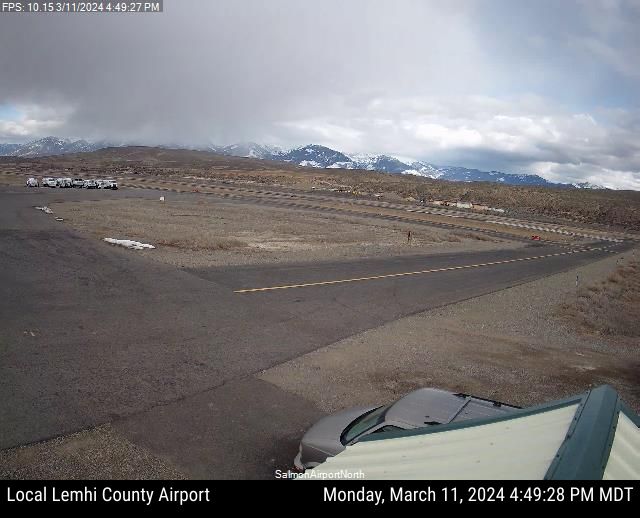 FPS: 10.15 3/11/2024 4:49:27 PM
SalmonAirportNorth
Local Lemhi County Airport
Monday, March 11, 2024 4:49:28 PM MDT